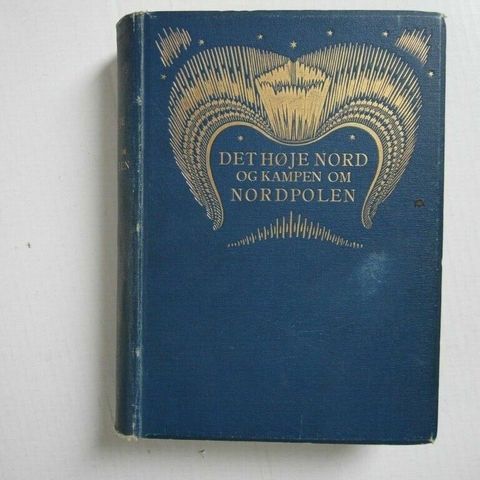 DET HØJE NORD
OG KAMPEN OM
NORDPOLEN